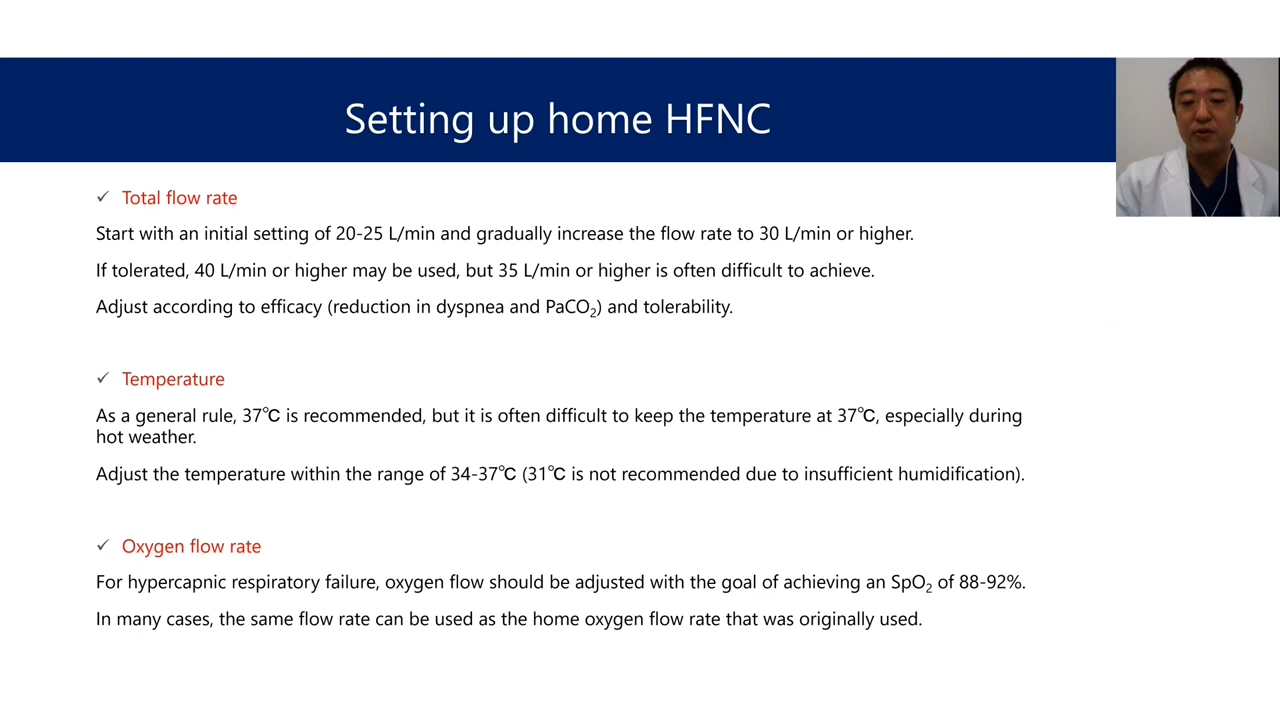 Setting up home HFNC
✓ Total flow rate
Start with an initial setting of 20-25 L/min and gradually increase the flow rate to 30 L/min or higher.
If tolerated, 40 L/min or higher may be used, but 35 L/min or higher is often difficult to achieve.
Adjust according to efficacy (reduction in dyspnea and PaCO₂) and tolerability.
✓ Temperature
As a general rule, 37℃ is recommended, but it is often difficult to keep the temperature at 37℃, especially during
hot weather.
Adjust the temperature within the range of 34-37℃ (31℃ is not recommended due to insufficient humidification).
✓ Oxygen flow rate
For hypercapnic respiratory failure, oxygen flow should be adjusted with the goal of achieving an SpO₂ of 88-92%.
In many cases, the same flow rate can be used as the home oxygen flow rate that was originally used.